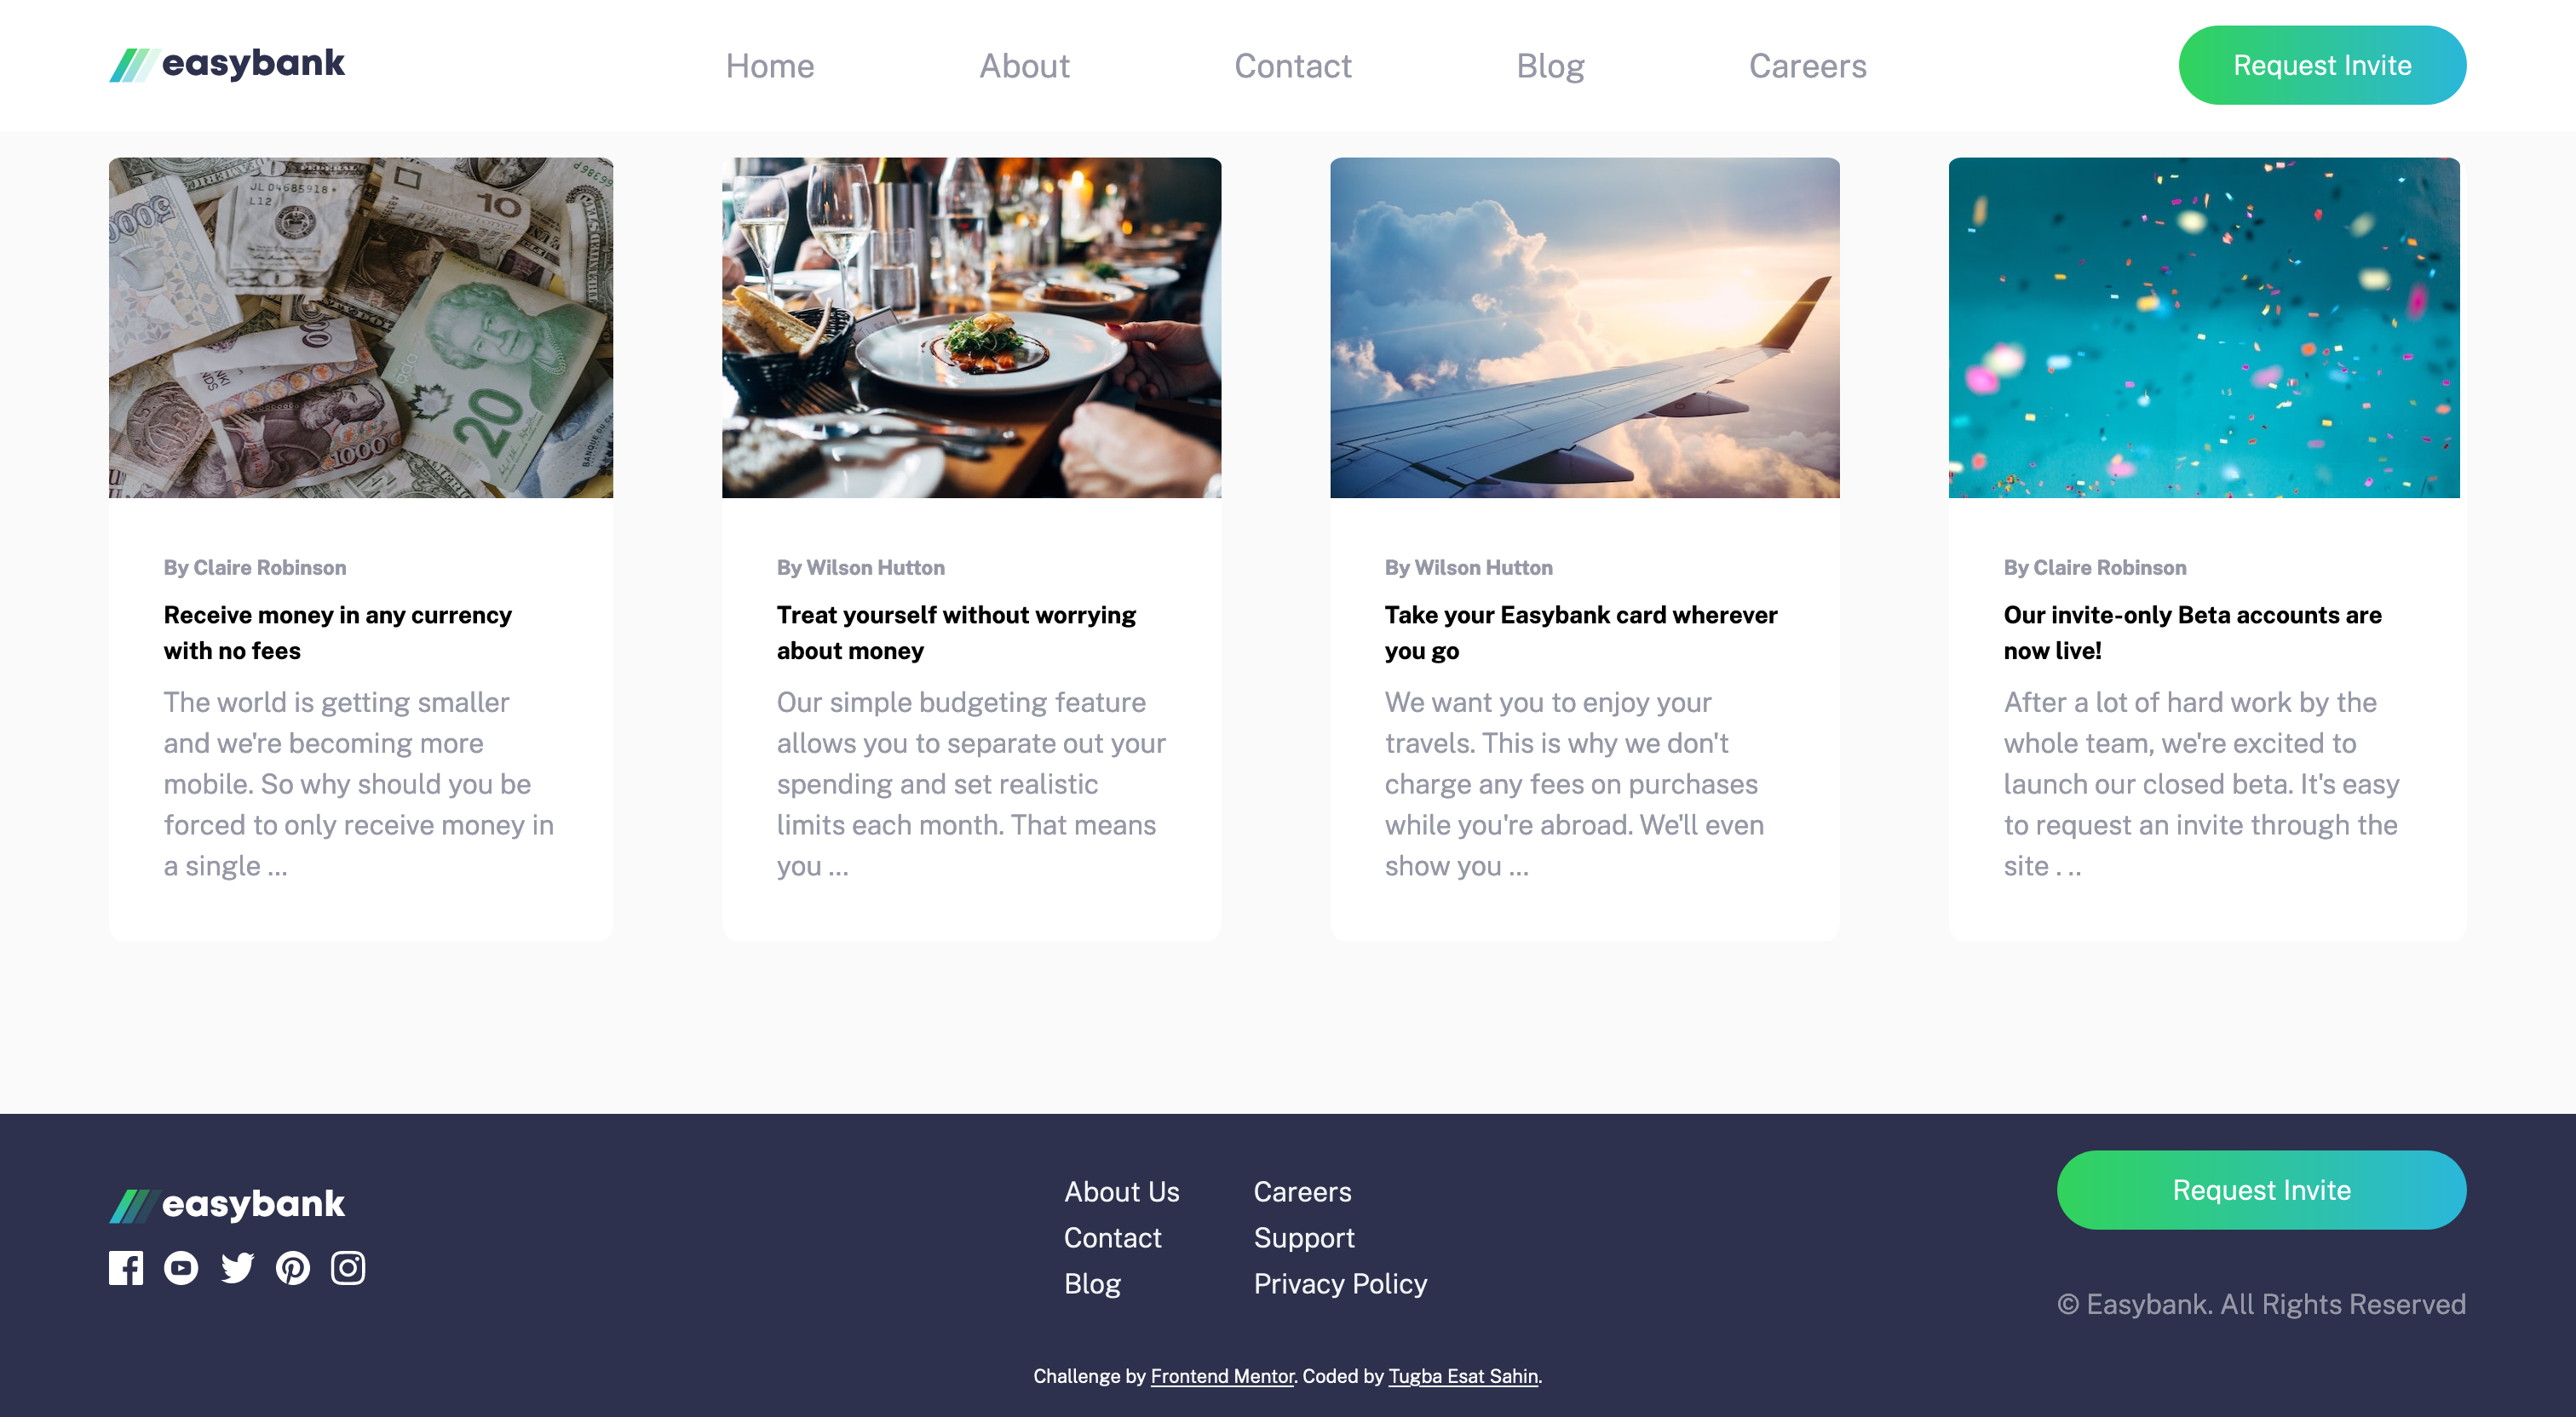 easybank
Home
About
Contact
Blog
Careers
Request Invite
JL 04685918
L12
10
20
1000
By Claire Robinson
Receive money in any currency
with no fees
The world is getting smaller
and we're becoming more
mobile. So why should you be
forced to only receive money in
a single ...
By Wilson Hutton
Treat yourself without worrying
about money
Our simple budgeting feature
allows you to separate out your
spending and set realistic
limits each month. That means
you ...
By Wilson Hutton
Take your Easybank card wherever
you go
We want you to enjoy your
travels. This is why we don't
charge any fees on purchases
while you're abroad. We'll even
show you ...
By Claire Robinson
Our invite-only Beta accounts are
now live!
After a lot of hard work by the
whole team, we're excited to
launch our closed beta. It's easy
to request an invite through the
site . ..
easybank
About Us
Contact
Blog
Careers
Support
Privacy Policy
Request Invite
© Easybank. All Rights Reserved
Challenge by Frontend Mentor. Coded by Tugba Esat Sahin.